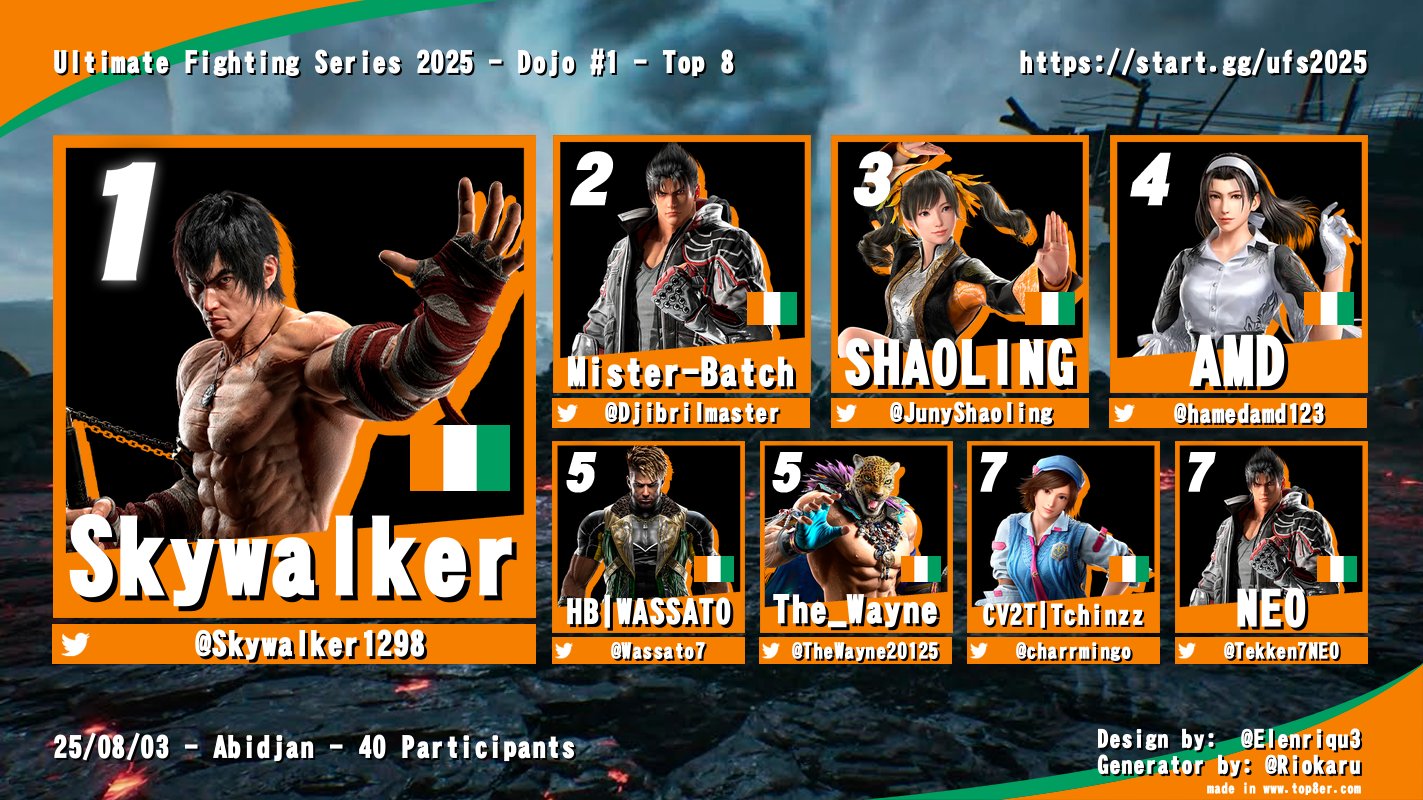 Ultimate Fighting Series 2025 - Dojo #1 - Top 8
https://start.gg/ufs2025
1
Skywalker
@Skywalker1298
2
Mister-Batch
@Djibrilmaster
3
SHAOLING
@JunyShaoling
4
AMD
@hamedamd123
5
HB|WASSATO
@Wassato7
5
The_Wayne
@TheWayne20125
7
CV2T|Tchinzz
@charrmingo
7
NEO
@Tekken7NEO
25/08/03 - Abidjan - 40 Participants
Design by: @Elenriqu3
Generator by: @Riokaru
made in www.top8er.com